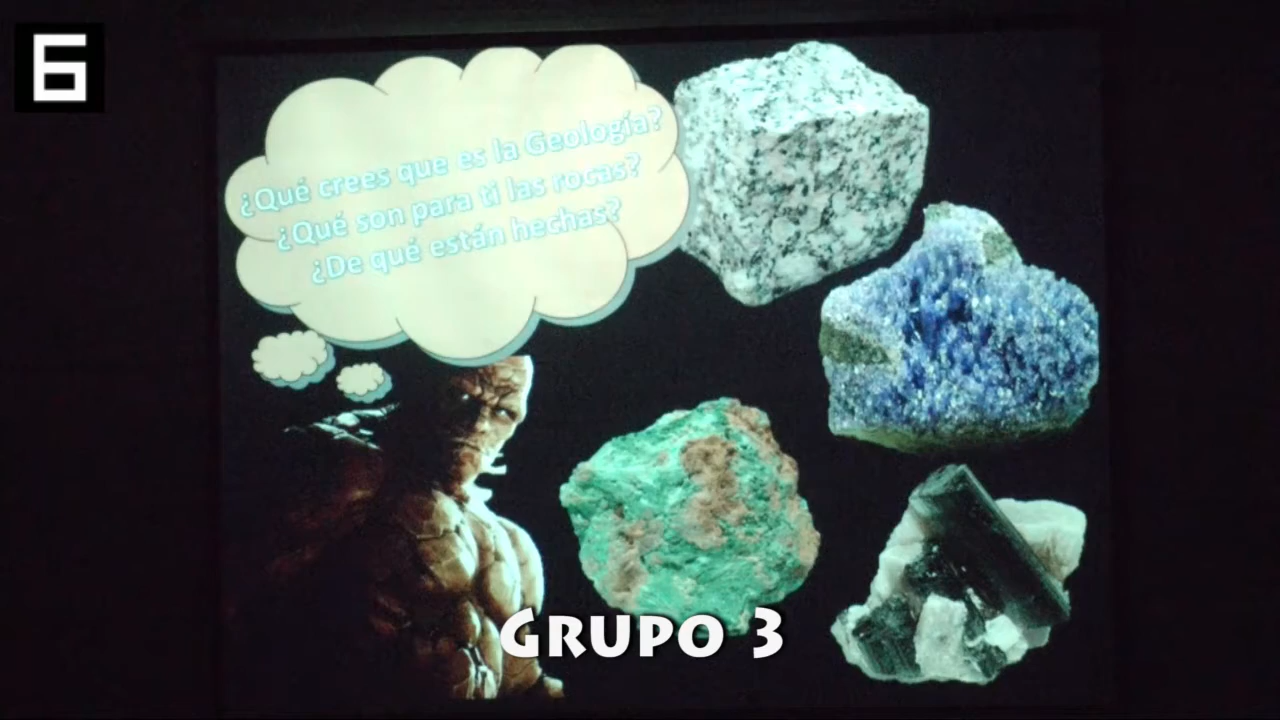 6
¿Qué crees que es la Geología?
¿Qué son para ti las rocas?
¿De qué están hechas?
GRUPO 3